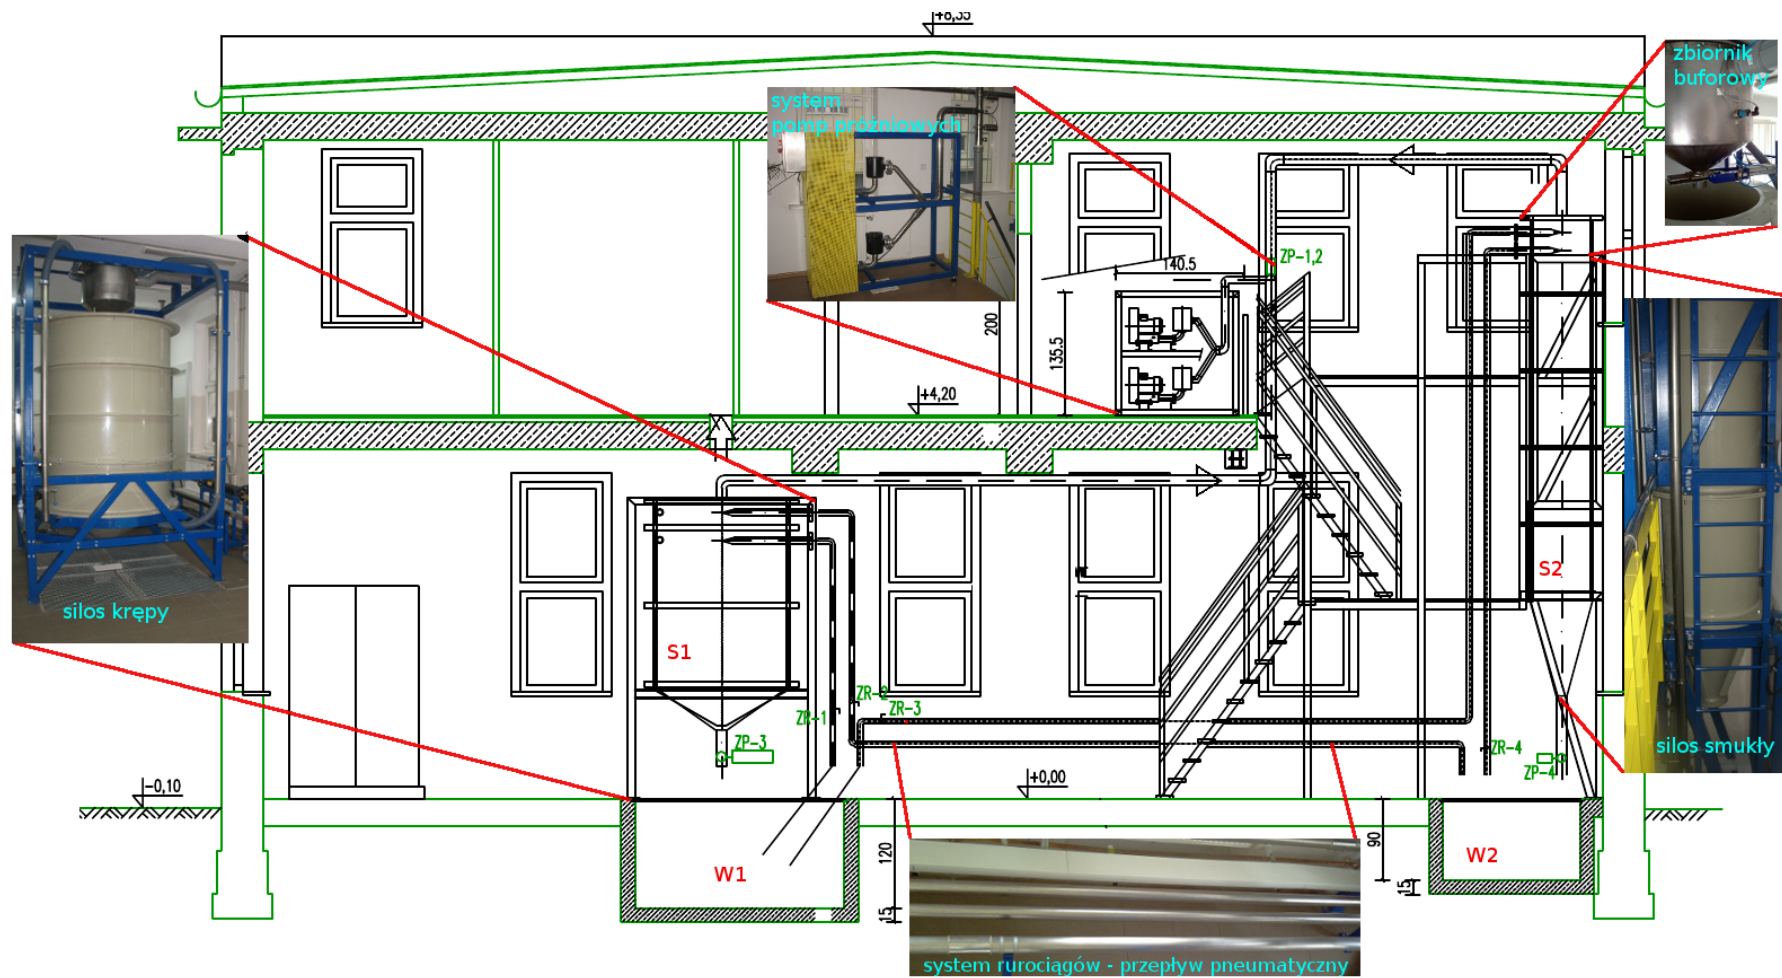 +8,35
zbiornik
buforowy
system
pomp próżniowych
ZP-1,2
140.5
200
135.5
+4,20
S2
silos krępy
S1
ZR-2
ZR-1
ZR-3
ZP-3
ZR-4
ZP-4
silos smukły
-0,10
+0,00
120
90
W1
W2
15
15
system rurociągów - przepływ pneumatyczny